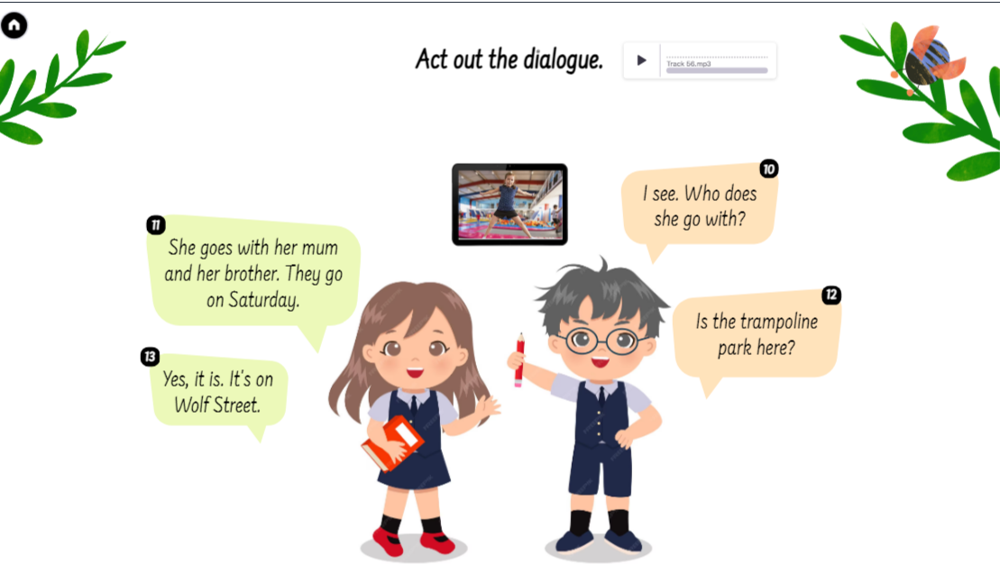 Act out the dialogue.
Track 56.mp3
10
I see. Who does
she go with?
11
She goes with her mum
and her brother. They go
on Saturday.
12
Is the trampoline
park here?
13
Yes, it is. It's on
Wolf Street.